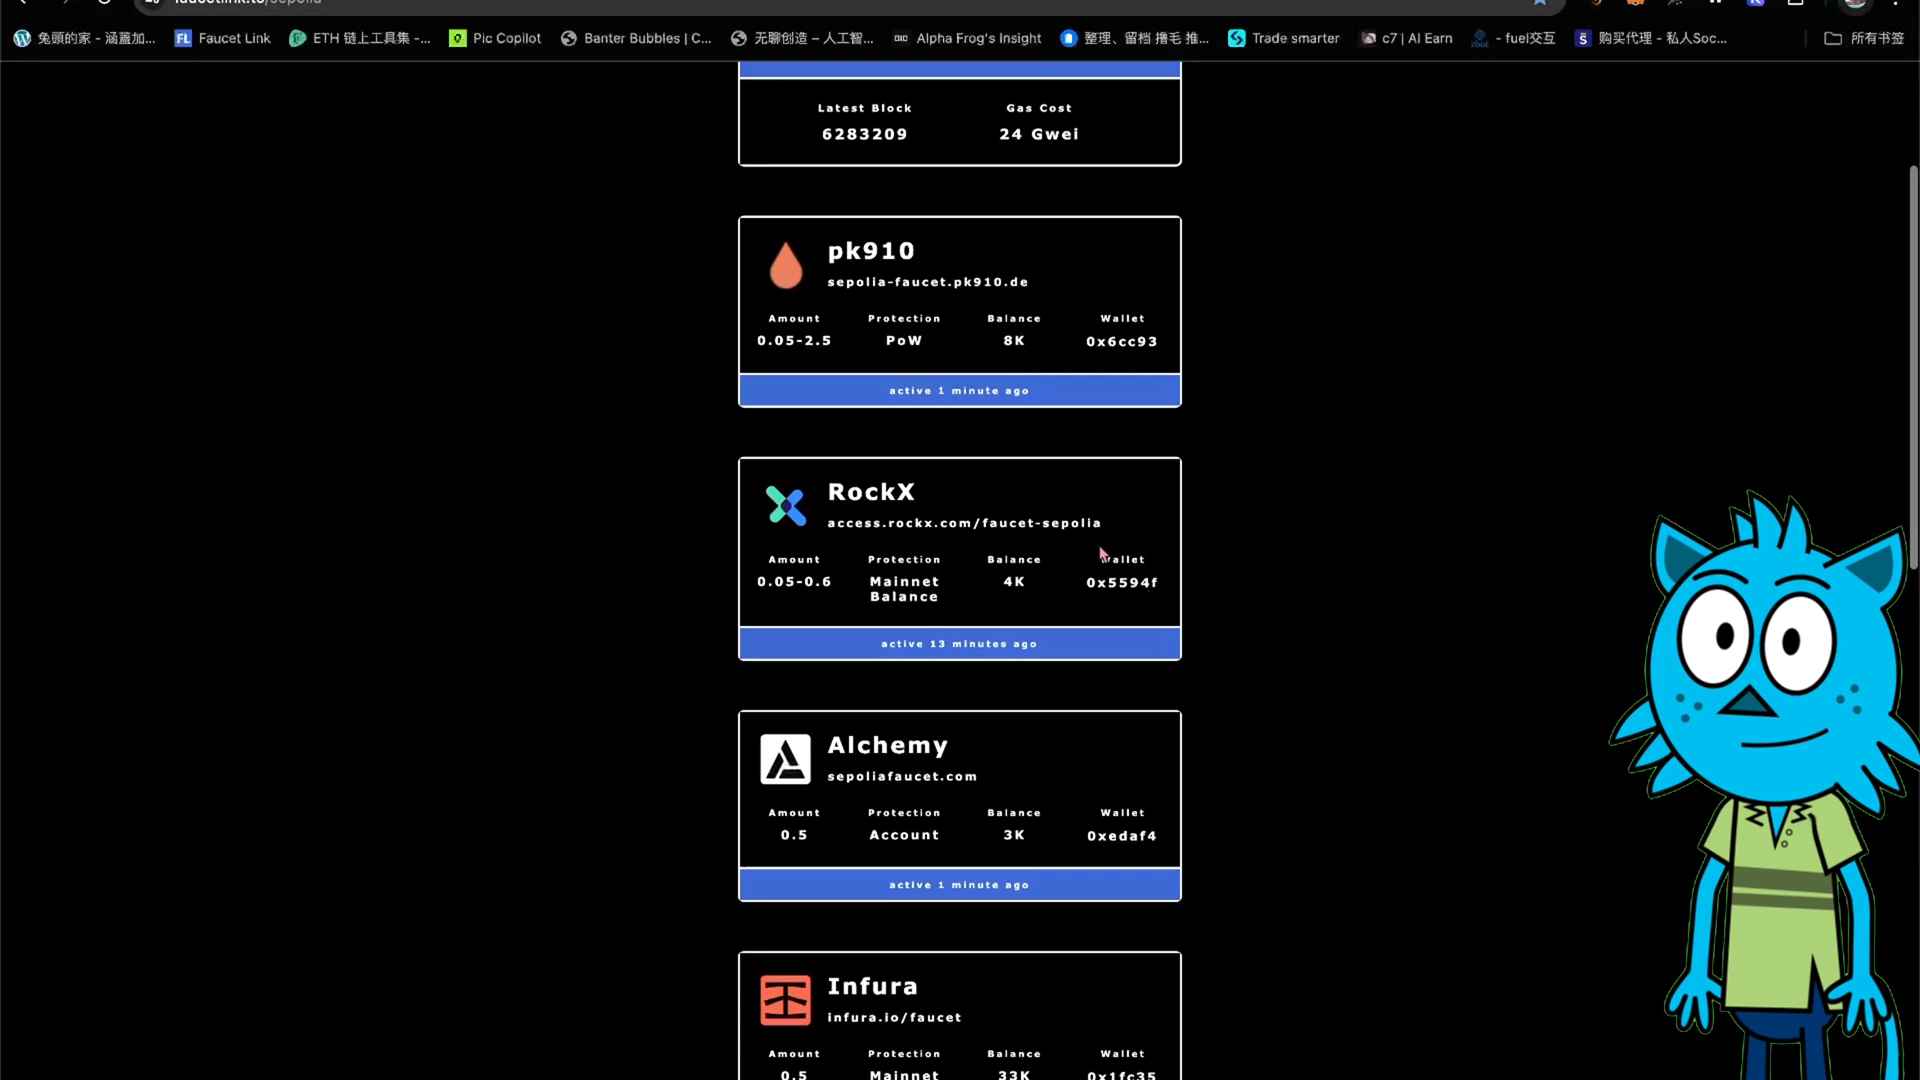 兔頭的家 - 涵蓋加...
FL Faucet Link
ETH 链上工具集 -...
Pic Copilot
Banter Bubbles | C...
无聊创造 – 人工智...
Alpha Frog's Insight
整理、留档 撸毛 推...
Trade smarter
c7 | AI Earn
- fuel交互
S 购买代理 - 私人Soc...
所有书签
Latest Block Gas Cost
6283209 24 Gwei
pk910
sepolia-faucet.pk910.de
Amount Protection Balance Wallet
0.05-2.5 PoW 8K 0x6cc93
active 1 minute ago
RockX
access.rockx.com/faucet-sepolia
Amount Protection Balance Wallet
0.05-0.6 Mainnet Balance 4K 0x5594f
active 13 minutes ago
Alchemy
sepoliafaucet.com
Amount Protection Balance Wallet
0.5 Account 3K 0xedaf4
active 1 minute ago
Infura
infura.io/faucet
Amount Protection Balance Wallet
0.5 Mainnet 33K 0x1fc35